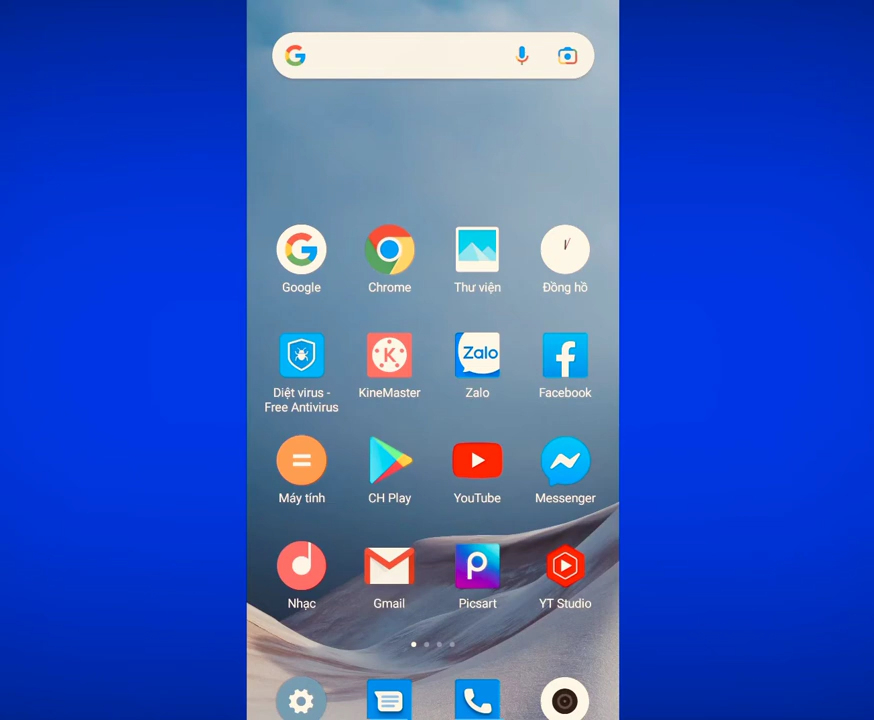 Google
Chrome
Thư viện
Đồng hồ
Zalo
Diệt virus -
Free Antivirus
KineMaster
Zalo
Facebook
Máy tính
CH Play
YouTube
Messenger
Nhạc
Gmail
Picsart
YT Studio